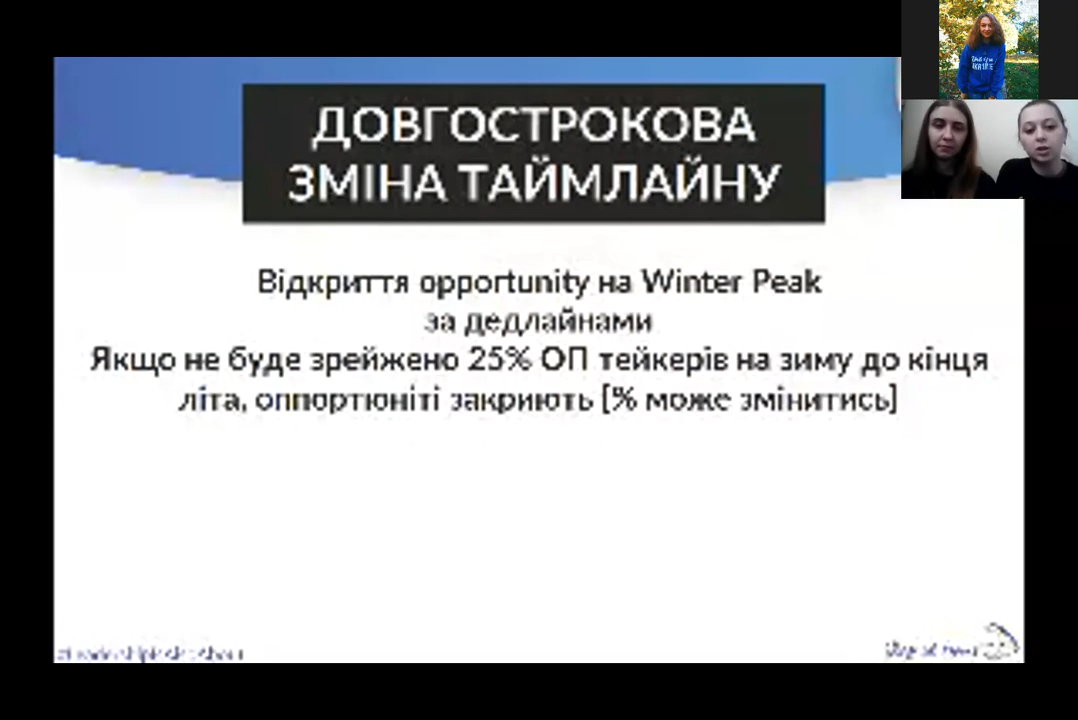 ДОВГОСТРОКОВА
ЗМІНА ТАЙМЛАЙНУ
Відкриття opportunity на Winter Peak
за дедлайнами
Якщо не буде зрейжено 25% ОП тейкерів на зиму до кінця
літа, оппортюніті закриють [% може змінитись]